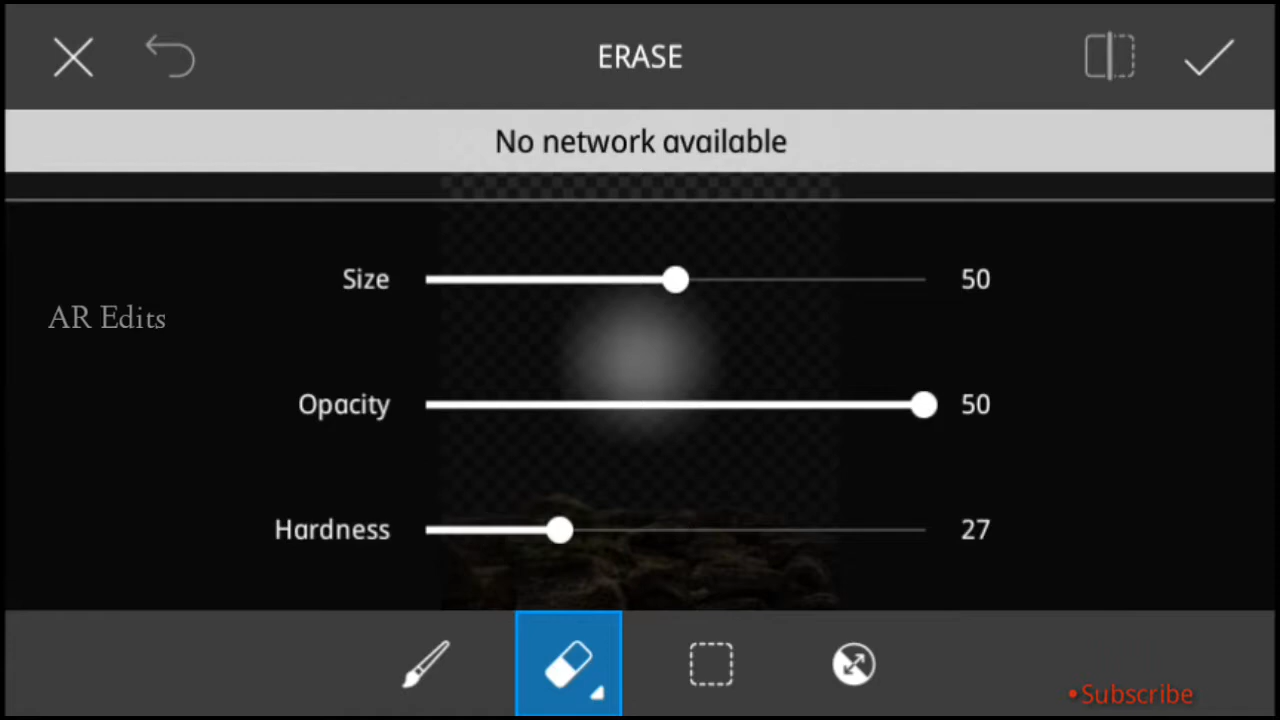 ERASE
No network available
Size 50
AR Edits
Opacity 50
Hardness 27
•Subscribe